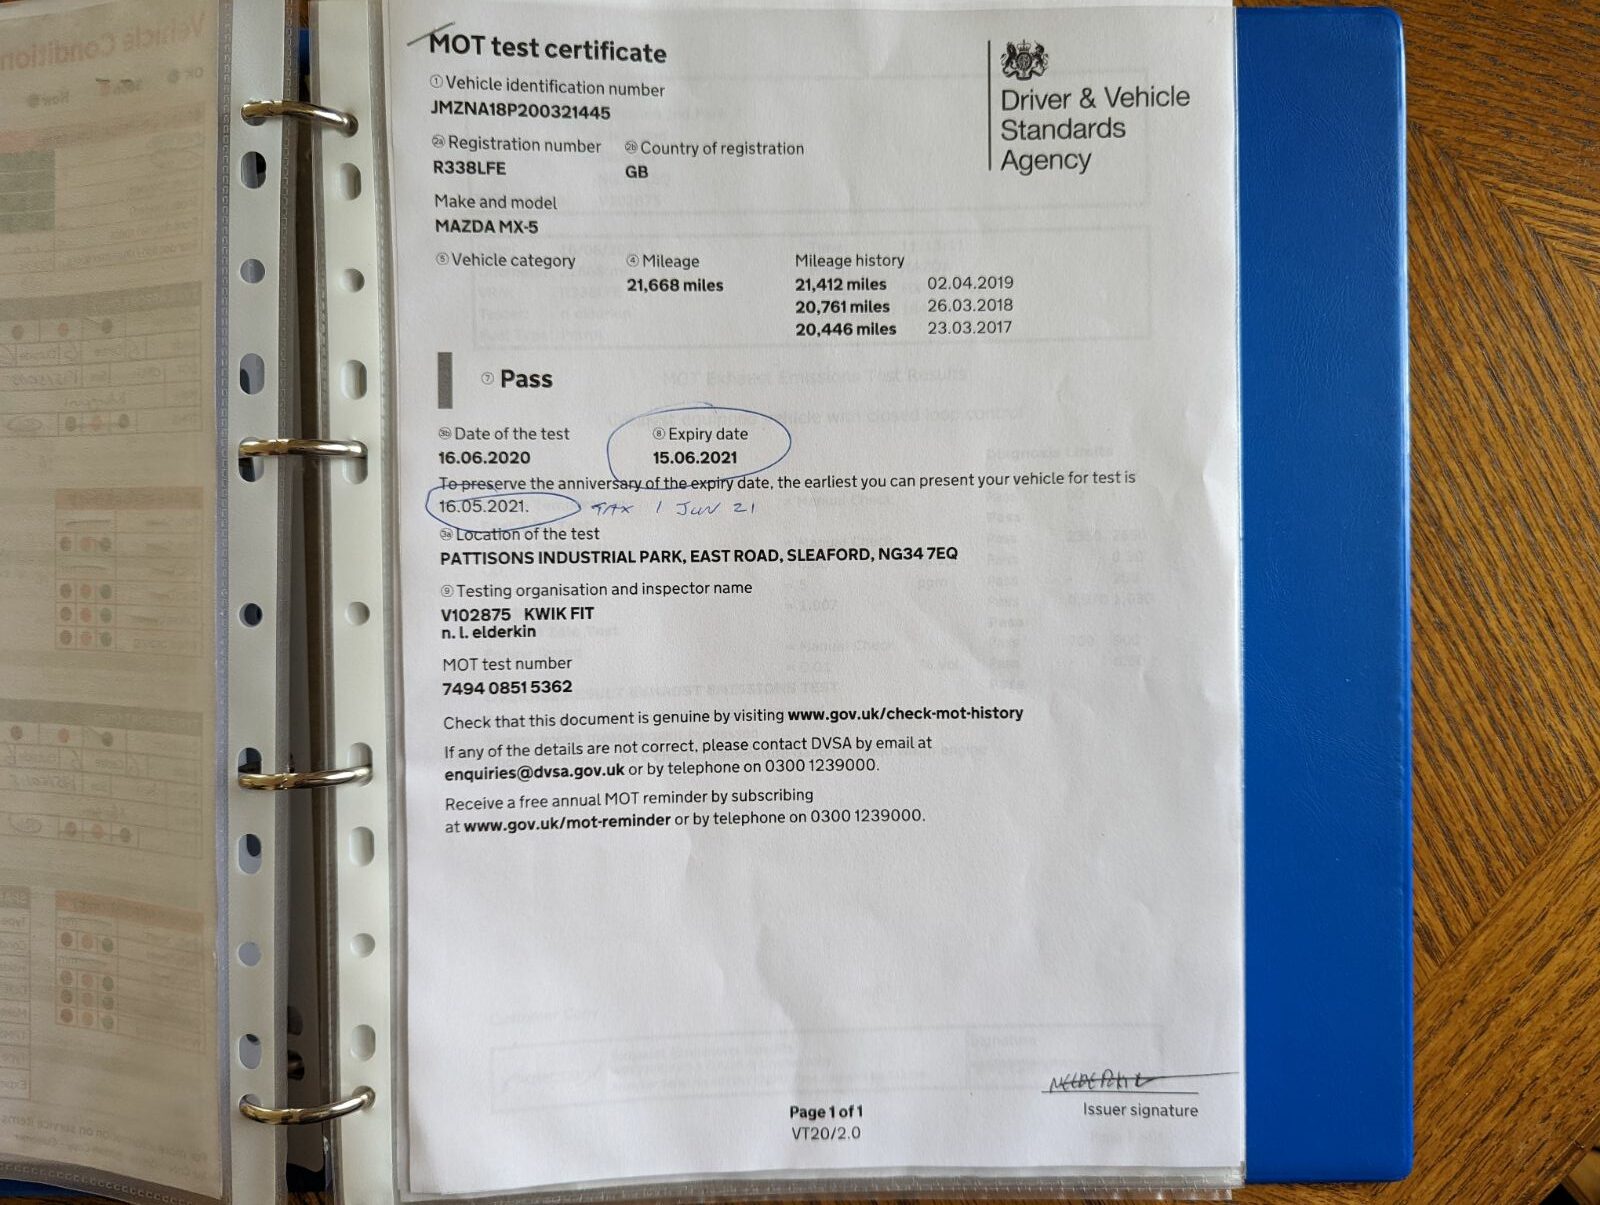 MOT test certificate
① Vehicle identification number
JMZNA18P200321445
2a Registration number 2b Country of registration
R338LFE GB
Make and model
MAZDA MX-5
⑤ Vehicle category ④ Mileage Mileage history
21,668 miles 21,412 miles 02.04.2019
20,761 miles 26.03.2018
20,446 miles 23.03.2017
⑦ Pass
3b Date of the test ⑧ Expiry date
16.06.2020 15.06.2021
To preserve the anniversary of the expiry date, the earliest you can present your vehicle for test is
16.05.2021. TAX 1 JUN 21
3a Location of the test
PATTISONS INDUSTRIAL PARK, EAST ROAD, SLEAFORD, NG34 7EQ
⑨ Testing organisation and inspector name
V102875 KWIK FIT
n. l. elderkin
MOT test number
7494 0851 5362
Check that this document is genuine by visiting www.gov.uk/check-mot-history
If any of the details are not correct, please contact DVSA by email at
enquiries@dvsa.gov.uk or by telephone on 0300 1239000.
Receive a free annual MOT reminder by subscribing
at www.gov.uk/mot-reminder or by telephone on 0300 1239000.
Driver & Vehicle
Standards
Agency
Issuer signature
Page 1 of 1
VT20/2.0
Vehicle Condition